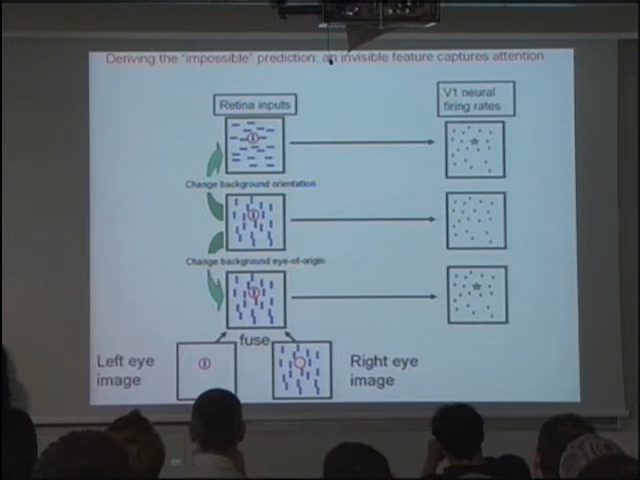 Deriving the "impossible" prediction: an invisible feature captures attention
Retina inputs
V1 neural
firing rates
Change background orientation
Change background eye-of-origin
fuse
Left eye
image
Right eye
image